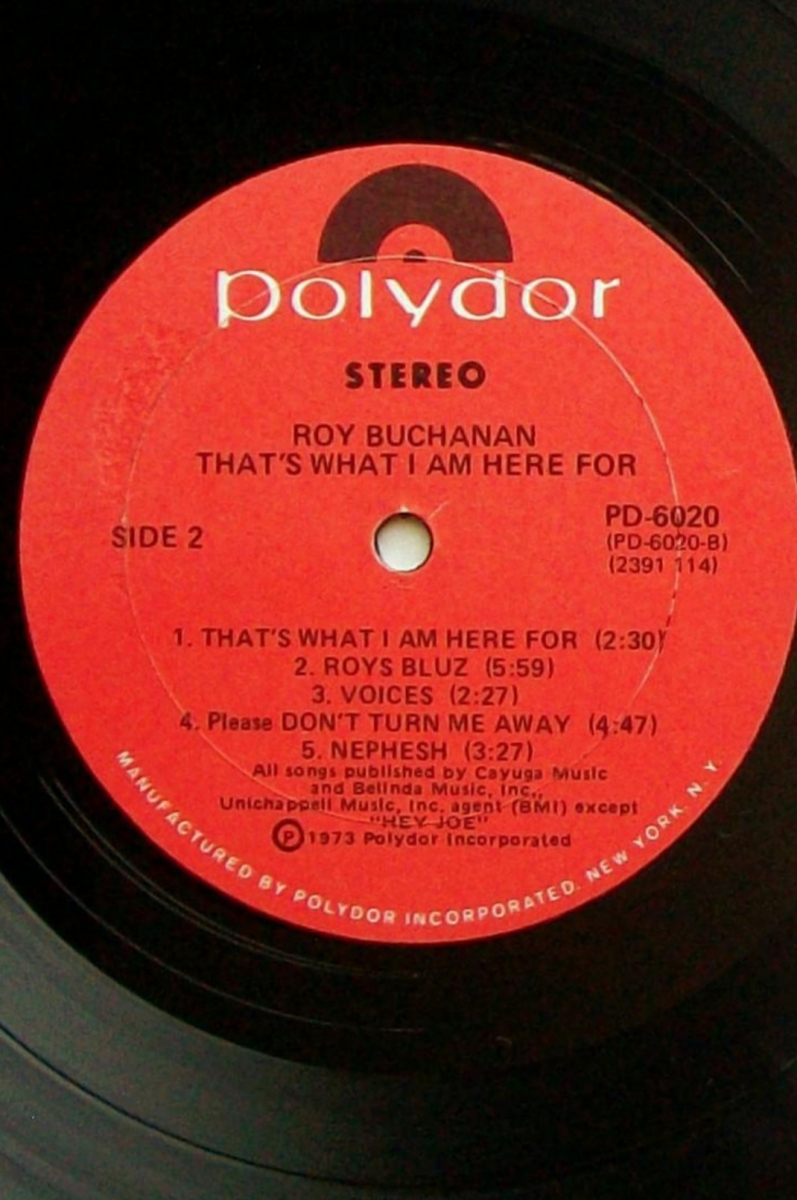 polydor
STEREO
ROY BUCHANAN
THAT'S WHAT I AM HERE FOR
SIDE 2
PD-6020
(PD-6020-B)
(2391 114)
1. THAT'S WHAT I AM HERE FOR (2:30)
2. ROYS BLUZ (5:59)
3. VOICES (2:27)
4. Please DON'T TURN ME AWAY (4:47)
5. NEPHESH (3:27)
All songs published by Cayuga Music
and Belinda Music, Inc.,
Unichappell Music, Inc. agent (BMI) except
"HEY JOE"
Ⓟ 1973 Polydor Incorporated
MANUFACTURED BY POLYDOR INCORPORATED. NEW YORK. N. Y.